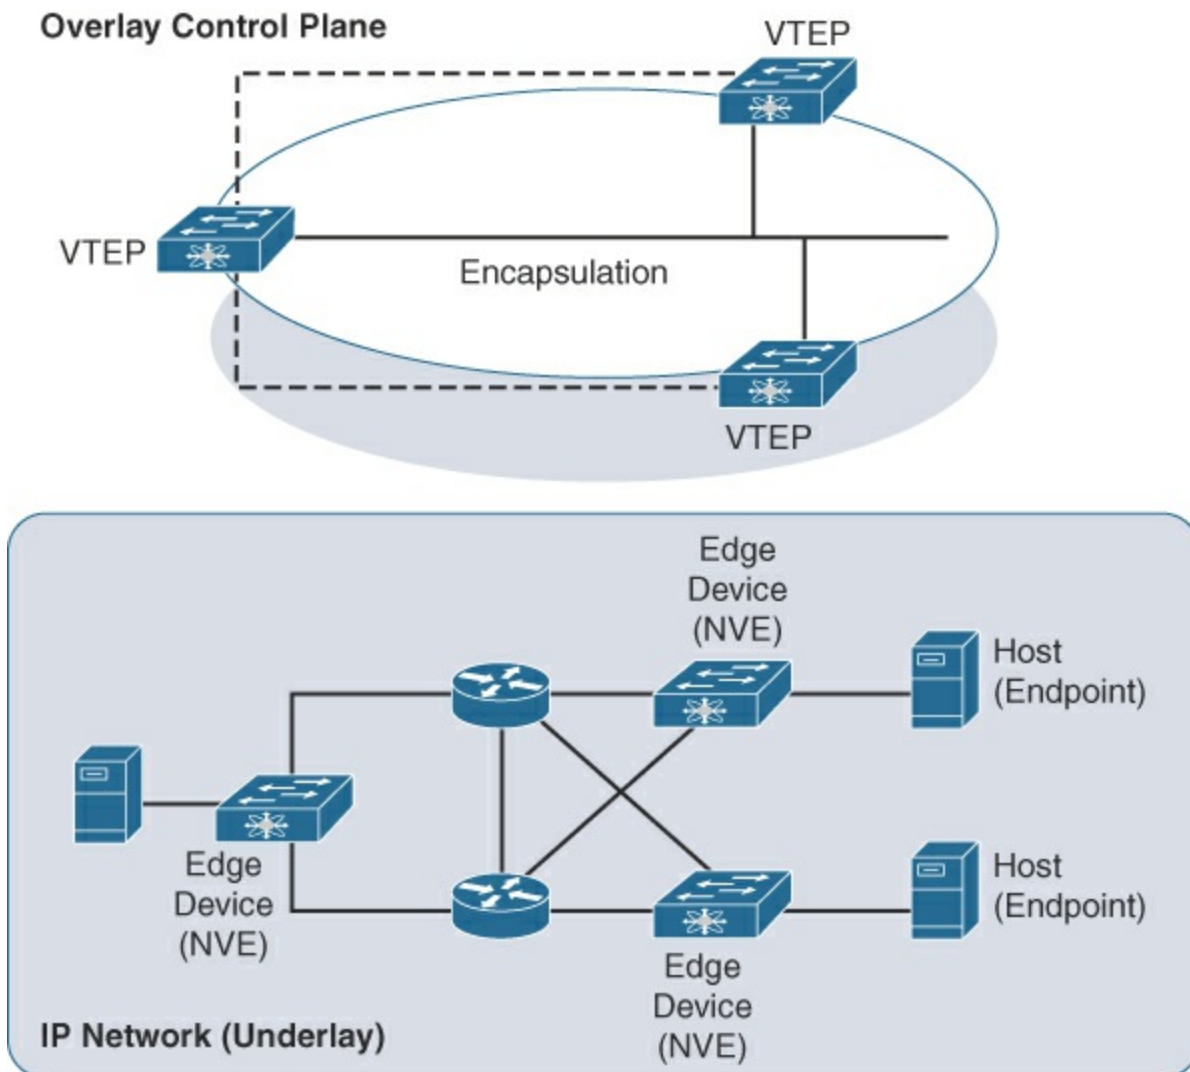 Overlay Control Plane
VTEP
VTEP
Encapsulation
VTEP
Edge
Device
(NVE)
Host
(Endpoint)
Edge
Device
(NVE)
Host
(Endpoint)
Edge
Device
(NVE)
IP Network (Underlay)